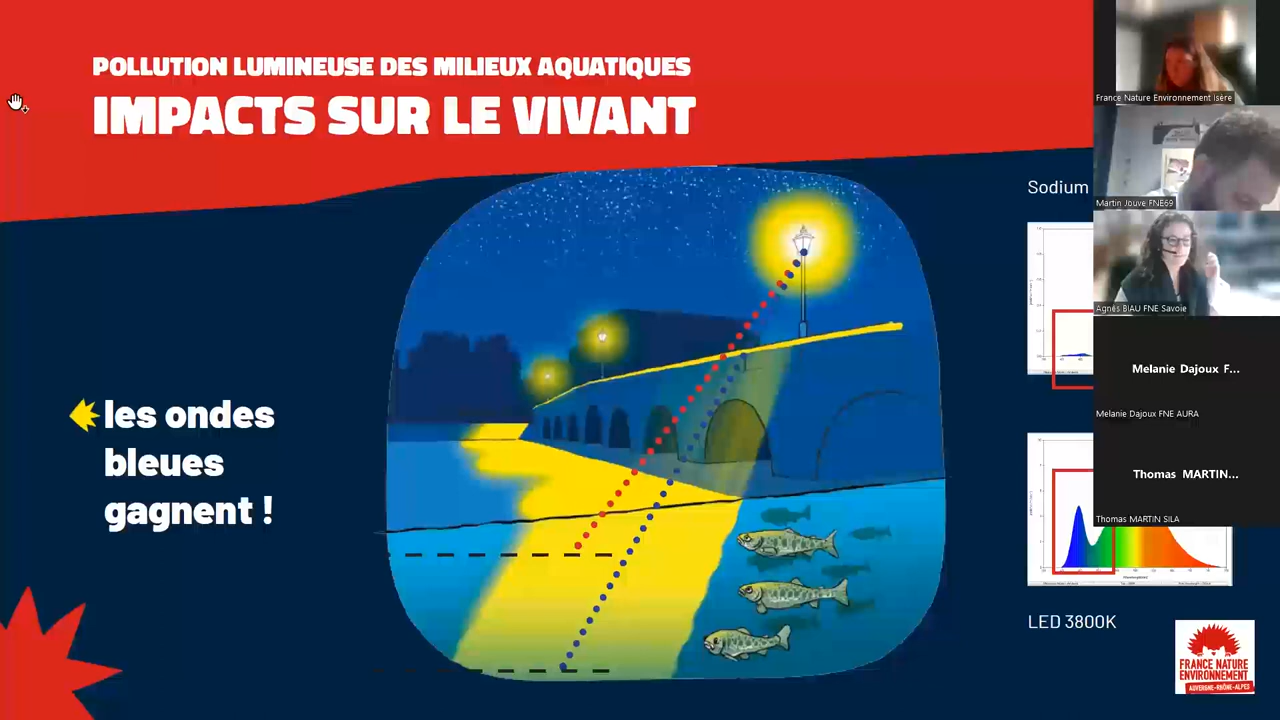 POLLUTION LUMINEUSE DES MILIEUX AQUATIQUES
IMPACTS SUR LE VIVANT
les ondes
bleues
gagnent !
Sodium
LED 3800K
FRANCE NATURE
ENVIRONNEMENT
AUVERGNE-RHÔNE-ALPES
France Nature Environnement Isère
Martin Jouve FNE69
Agnès BIAU FNE Savoie
Melanie Dajoux F...
Melanie Dajoux FNE AURA
Thomas MARTIN...
Thomas MARTIN SILA